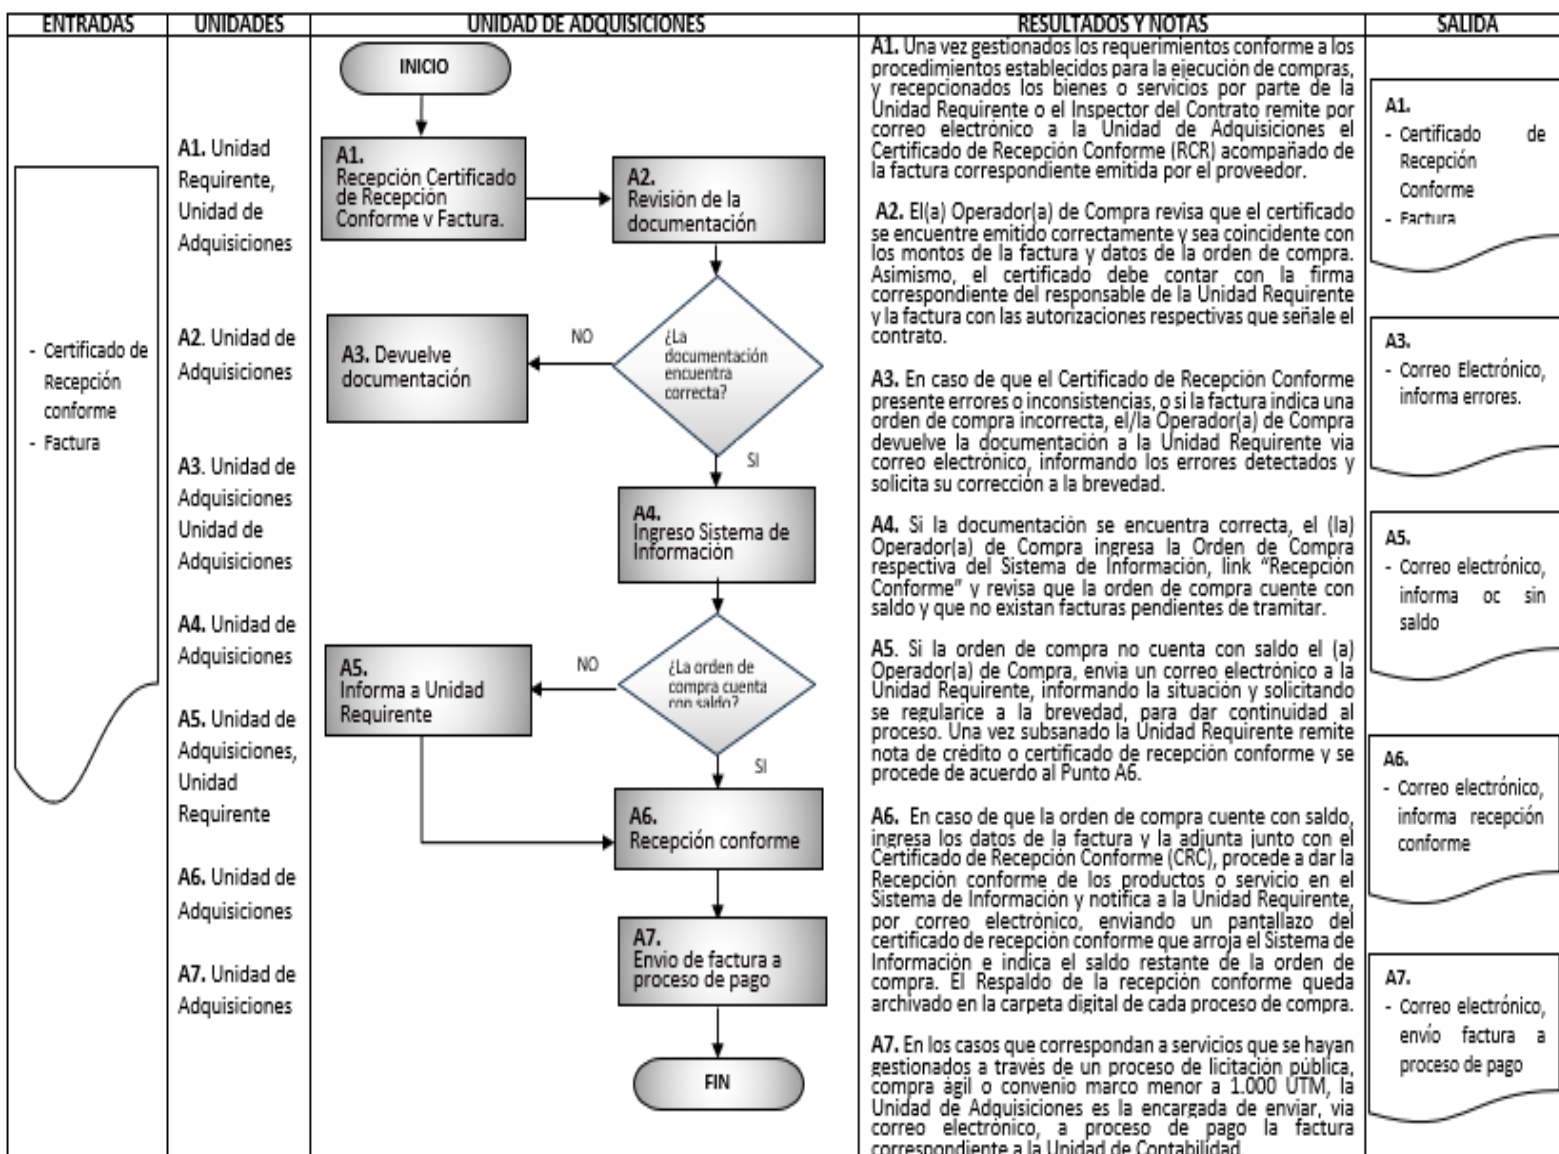 ENTRADAS
UNIDADES
UNIDAD DE ADQUISICIONES
RESULTADOS Y NOTAS
SALIDA
- Certificado de
Recepción
conforme
- Factura
A1. Unidad
Requirente,
Unidad de
Adquisiciones
A2. Unidad de
Adquisiciones
A3. Unidad de
Adquisiciones
Unidad de
Adquisiciones
A4. Unidad de
Adquisiciones
A5. Unidad de
Adquisiciones,
Unidad
Requirente
A6. Unidad de
Adquisiciones
A7. Unidad de
Adquisiciones
INICIO
A1.
Recepción Certificado
de Recepción
Conforme y Factura.
A2.
Revisión de la
documentación
¿La
documentación
encuentra
correcta?
NO
A3. Devuelve
documentación
SI
A4.
Ingreso Sistema de
Información
¿La orden de
compra cuenta
con saldo?
NO
A5.
Informa a Unidad
Requirente
SI
A6.
Recepción conforme
A7.
Envio de factura a
proceso de pago
FIN
A1. Una vez gestionados los requerimientos conforme a los
procedimientos establecidos para la ejecución de compras,
y recepcionados los bienes o servicios por parte de la
Unidad Requirente o el Inspector del Contrato remite por
correo electrónico a la Unidad de Adquisiciones el
Certificado de Recepción Conforme (RCR) acompañado de
la factura correspondiente emitida por el proveedor.
A2. El(a) Operador(a) de Compra revisa que el certificado
se encuentre emitido correctamente y sea coincidente con
los montos de la factura y datos de la orden de compra.
Asimismo, el certificado debe contar con la firma
correspondiente del responsable de la Unidad Requirente
y la factura con las autorizaciones respectivas que señale el
contrato.
A3. En caso de que el Certificado de Recepción Conforme
presente errores o inconsistencias, o si la factura indica una
orden de compra incorrecta, el/la Operador(a) de Compra
devuelve la documentación a la Unidad Requirente via
correo electrónico, informando los errores detectados y
solicita su corrección a la brevedad.
A4. Si la documentación se encuentra correcta, el (la)
Operador(a) de Compra ingresa la Orden de Compra
respectiva del Sistema de Información, link “Recepción
Conforme” y revisa que la orden de compra cuente con
saldo y que no existan facturas pendientes de tramitar.
A5. Si la orden de compra no cuenta con saldo el (a)
Operador(a) de Compra, envia un correo electrónico a la
Unidad Requirente, informando la situación y solicitando
se regularice a la brevedad, para dar continuidad al
proceso. Una vez subsanado la Unidad Requirente remite
nota de crédito o certificado de recepción conforme y se
procede de acuerdo al Punto A6.
A6. En caso de que la orden de compra cuente con saldo,
ingresa los datos de la factura y la adjunta junto con el
Certificado de Recepción Conforme (CRC), procede a dar la
Recepción conforme de los productos o servicio en el
Sistema de Información y notifica a la Unidad Requirente,
por correo electrónico, enviando un pantallazo del
certificado de recepción conforme que arroja el Sistema de
Información e indica el saldo restante de la orden de
compra. El Respaldo de la recepción conforme queda
archivado en la carpeta digital de cada proceso de compra.
A7. En los casos que correspondan a servicios que se hayan
gestionados a través de un proceso de licitación pública,
compra ágil o convenio marco menor a 1.000 UTM, la
Unidad de Adquisiciones es la encargada de enviar, via
correo electrónico, a proceso de pago la factura
correspondiente a la Unidad de Contabilidad.
A1.
- Certificado de
Recepción
Conforme
- Factura
A3.
- Correo Electrónico,
informa errores.
A5.
- Correo electrónico,
informa oc sin
saldo
A6.
- Correo electrónico,
informa recepción
conforme
A7.
- Correo electrónico,
envío factura a
proceso de pago